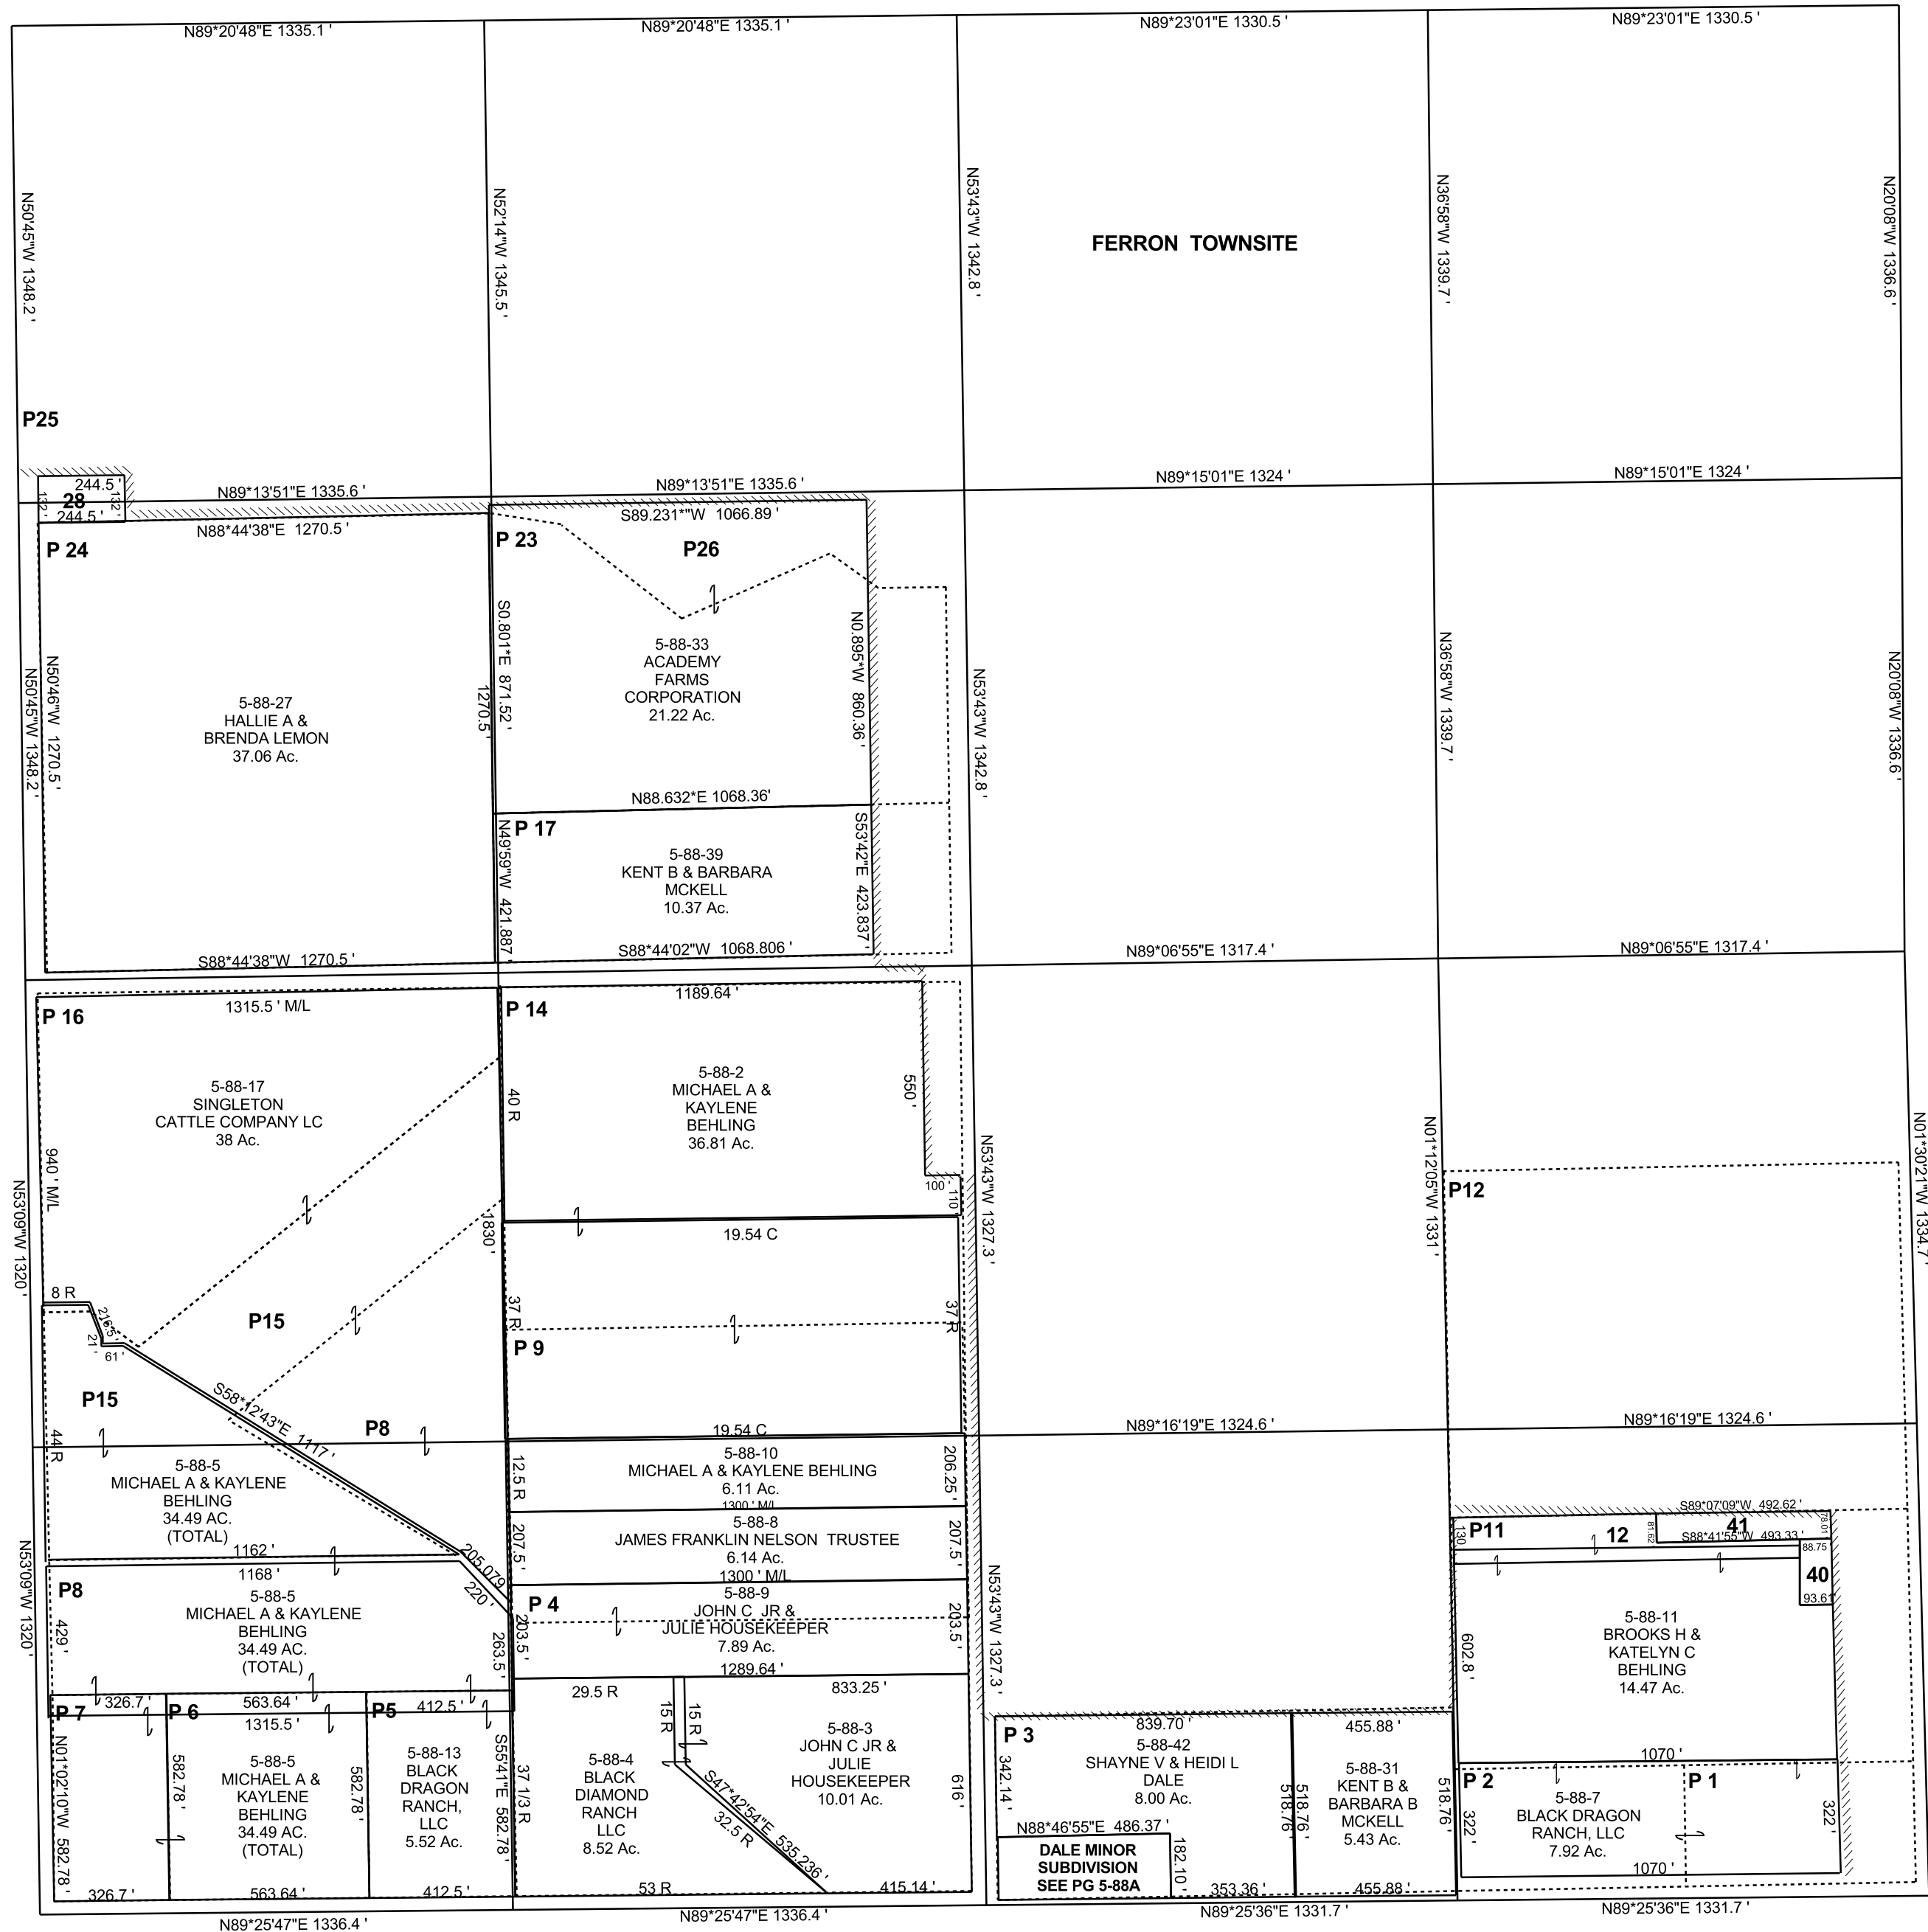 N89*20'48"E 1335.1 '
N89*20'48"E 1335.1 '
N89*23'01"E 1330.5 '
N89*23'01"E 1330.5 '
N50'45"W 1348.2 '
N52'14"W 1345.5 '
N53'43"W 1342.8 '
N36'58"W 1339.7 '
N20'08"W 1336.6 '
FERRON TOWNSITE
P25
244.5 '
132 '
28
132 '
244.5 '
N89*13'51"E 1335.6 '
N89*13'51"E 1335.6 '
N89*15'01"E 1324 '
N89*15'01"E 1324 '
N88*44'38"E 1270.5 '
S89.231*"W 1066.89 '
P 24
P 23
P26
N50'45"W 1348.2 '
N50'46"W 1270.5 '
5-88-27
HALLIE A &
BRENDA LEMON
37.06 Ac.
1270.5 '
S0.801*E 871.52 '
5-88-33
ACADEMY
FARMS
CORPORATION
21.22 Ac.
N0.895*W 860.36 '
N53'43"W 1342.8 '
N36'58"W 1339.7 '
N20'08"W 1336.6 '
N88.632*E 1068.36'
P 17
N49'59"W 421.887 '
5-88-39
KENT B & BARBARA
MCKELL
10.37 Ac.
S53'42"E 423.837 '
S88*44'38"W 1270.5 '
S88*44'02"W 1068.806 '
N89*06'55"E 1317.4 '
N89*06'55"E 1317.4 '
P 16
1315.5 ' M/L
P 14
1189.64 '
5-88-17
SINGLETON
CATTLE COMPANY LC
38 Ac.
940 ' M/L
N53'09"W 1320 '
40 R
5-88-2
MICHAEL A &
KAYLENE
BEHLING
36.81 Ac.
550 '
100 '
110 '
N53'43"W 1327.3 '
N01*12'05"W 1331 '
P12
N01*30'21"W 1334.7 '
1830 '
19.54 C
8 R
216.5 '
21 '
61 '
P15
37 R
37 R
P 9
P15
S58*12'43"E 1117 '
P8
44 R
19.54 C
N89*16'19"E 1324.6 '
N89*16'19"E 1324.6 '
5-88-5
MICHAEL A & KAYLENE
BEHLING
34.49 AC.
(TOTAL)
12.5 R
5-88-10
MICHAEL A & KAYLENE BEHLING
6.11 Ac.
1300 ' M/L
206.25 '
207.5 '
5-88-8
JAMES FRANKLIN NELSON TRUSTEE
6.14 Ac.
1300 ' M/L
207.5 '
S89*07'09"W 492.62 '
130
P11
12
81.62
41
78.01
S88*41'55"W 493.33 '
88.75
40
93.61
N53'09"W 1320 '
1162 '
205.079
1168 '
220 '
P8
5-88-5
MICHAEL A & KAYLENE
BEHLING
34.49 AC.
(TOTAL)
429 '
263.5 '
P 4
203.5 '
5-88-9
JOHN C JR &
JULIE HOUSEKEEPER
7.89 Ac.
203.5 '
1289.64 '
N53'43"W 1327.3 '
602.8 '
5-88-11
BROOKS H &
KATELYN C
BEHLING
14.47 Ac.
P 7
326.7 '
P 6
563.64 '
P5
412.5 '
1315.5 '
N01*02'10"W 582.78 '
582.78 '
5-88-5
MICHAEL A &
KAYLENE
BEHLING
34.49 AC.
(TOTAL)
582.78 '
5-88-13
BLACK
DRAGON
RANCH,
LLC
5.52 Ac.
S55'41"E 582.78 '
29.5 R
37 1/3 R
5-88-4
BLACK
DIAMOND
RANCH
LLC
8.52 Ac.
15 R
15 R
S47*42'54"E 535.236 '
32.5 R
833.25 '
5-88-3
JOHN C JR &
JULIE
HOUSEKEEPER
10.01 Ac.
616 '
P 3
839.70 '
5-88-42
SHAYNE V & HEIDI L
DALE
8.00 Ac.
342.14 '
518.76 '
518.76 '
455.88 '
5-88-31
KENT B &
BARBARA B
MCKELL
5.43 Ac.
518.76 '
1070 '
P 2
P 1
322 '
5-88-7
BLACK DRAGON
RANCH, LLC
7.92 Ac.
322 '
1070 '
N88*46'55"E 486.37 '
DALE MINOR
SUBDIVISION
SEE PG 5-88A
182.10 '
326.7 '
563.64 '
412.5 '
53 R
415.14 '
353.36 '
455.88 '
N89*25'47"E 1336.4 '
N89*25'47"E 1336.4 '
N89*25'36"E 1331.7 '
N89*25'36"E 1331.7 '